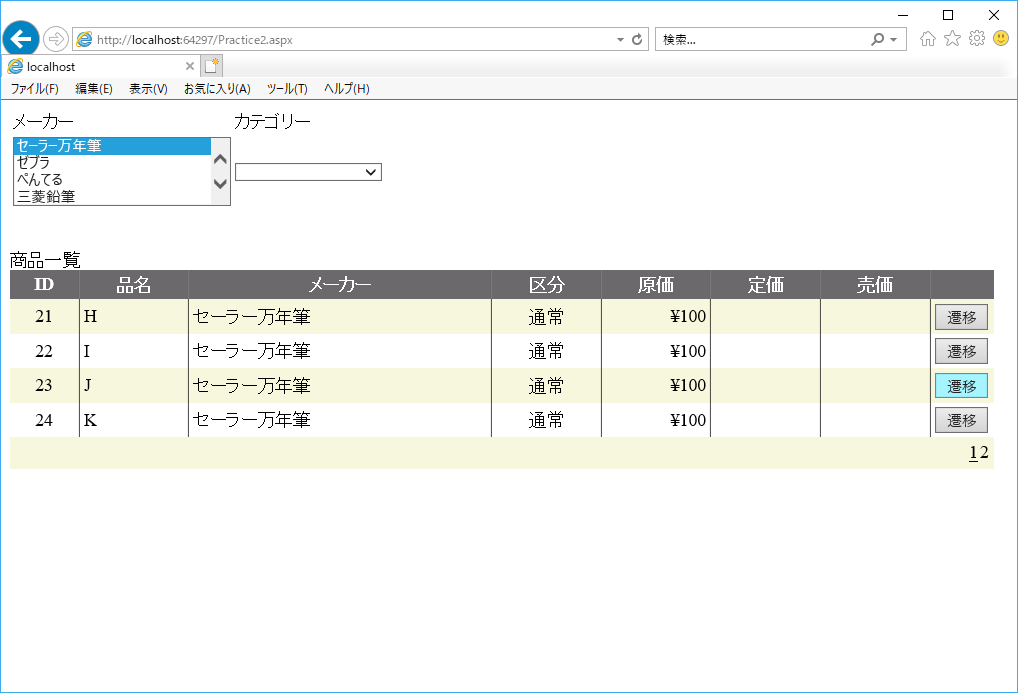 http://localhost:64297/Practice2.aspx
検索...
localhost
ファイル(F) 編集(E) 表示(V) お気に入り(A) ツール(T) ヘルプ(H)
メーカー カテゴリー
セーラー万年筆
ゼブラ
ぺんてる
三菱鉛筆
商品一覧
ID 品名 メーカー 区分 原価 定価 売価
21 H セーラー万年筆 通常 ¥100 遷移
22 I セーラー万年筆 通常 ¥100 遷移
23 J セーラー万年筆 通常 ¥100 遷移
24 K セーラー万年筆 通常 ¥100 遷移
1 2